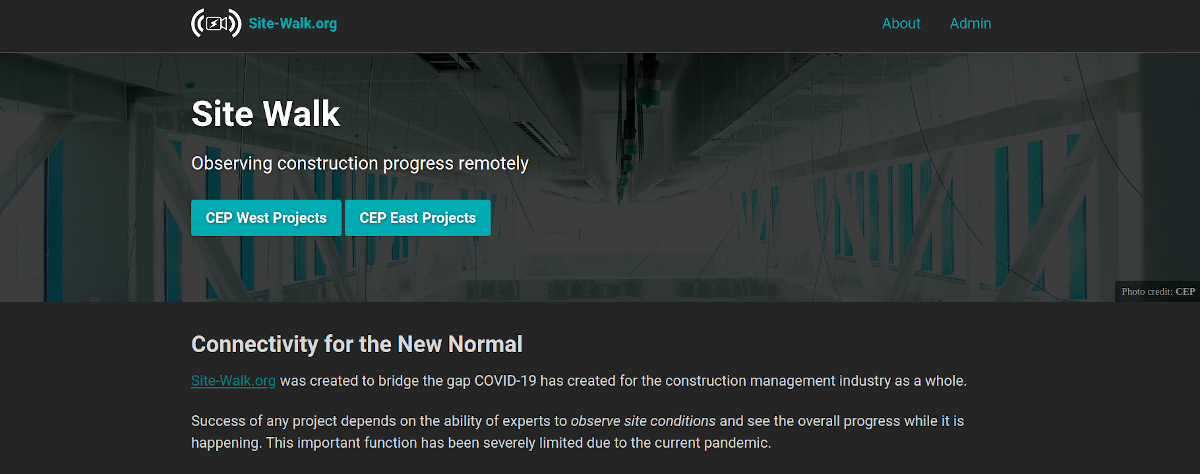 Site-Walk.org
About
Admin
Site Walk
Observing construction progress remotely
CEP West Projects
CEP East Projects
Photo credit: CEP
Connectivity for the New Normal
Site-Walk.org was created to bridge the gap COVID-19 has created for the construction management industry as a whole.
Success of any project depends on the ability of experts to observe site conditions and see the overall progress while it is
happening. This important function has been severely limited due to the current pandemic.